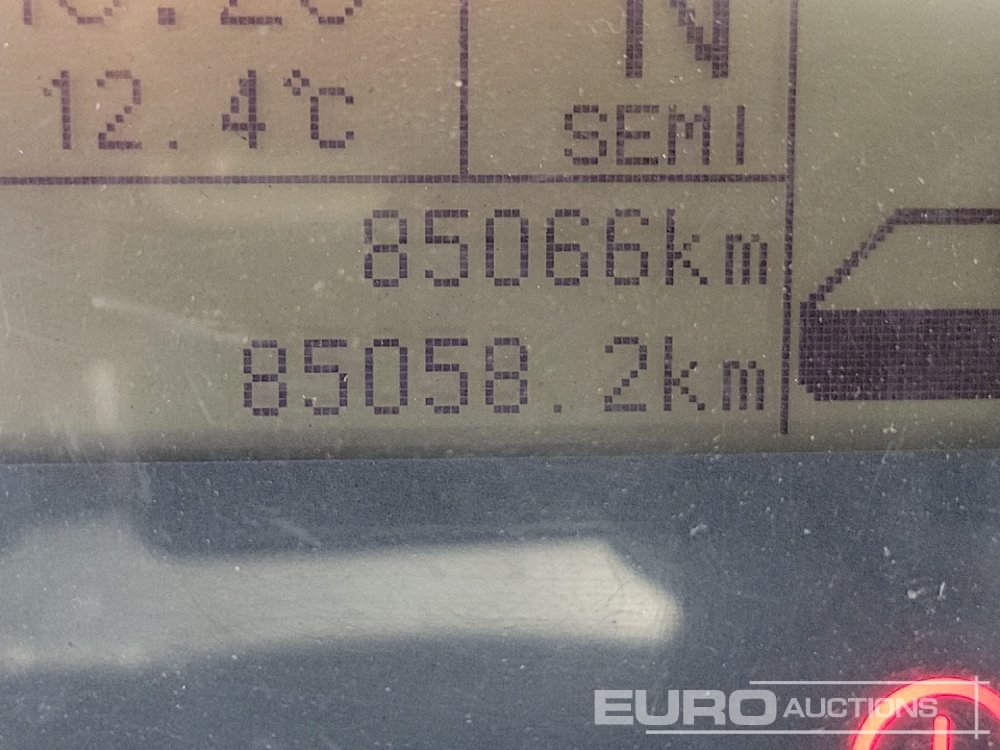 N
12.4°C
SEMI
85066km
85058.2km
EURO AUCTIONS